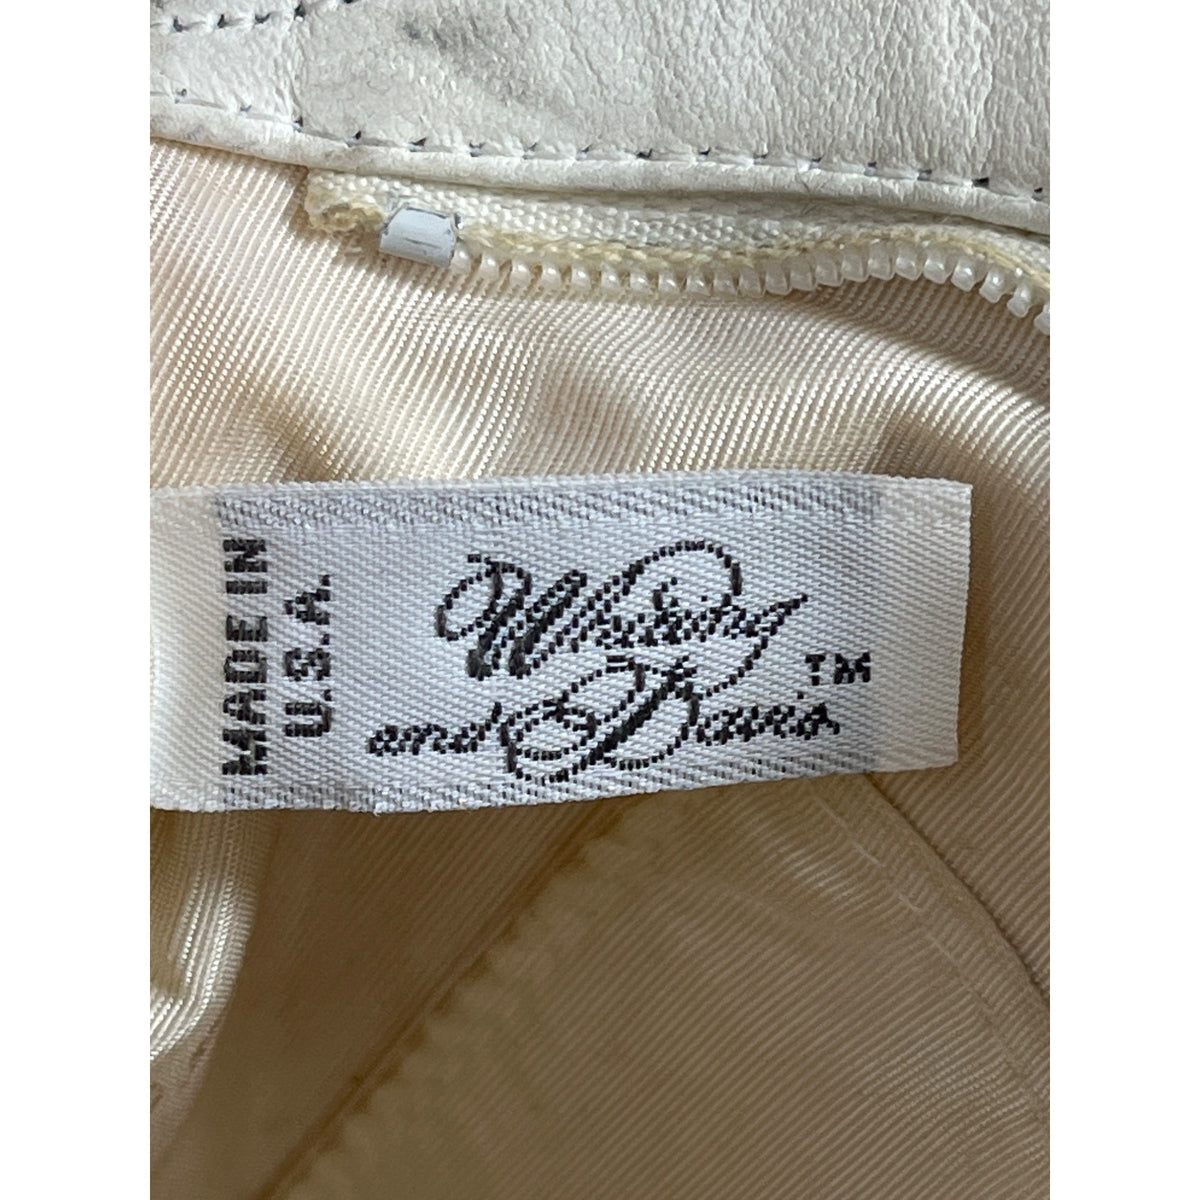 MADE IN
U.S.A.
Whiting
and Davis ™